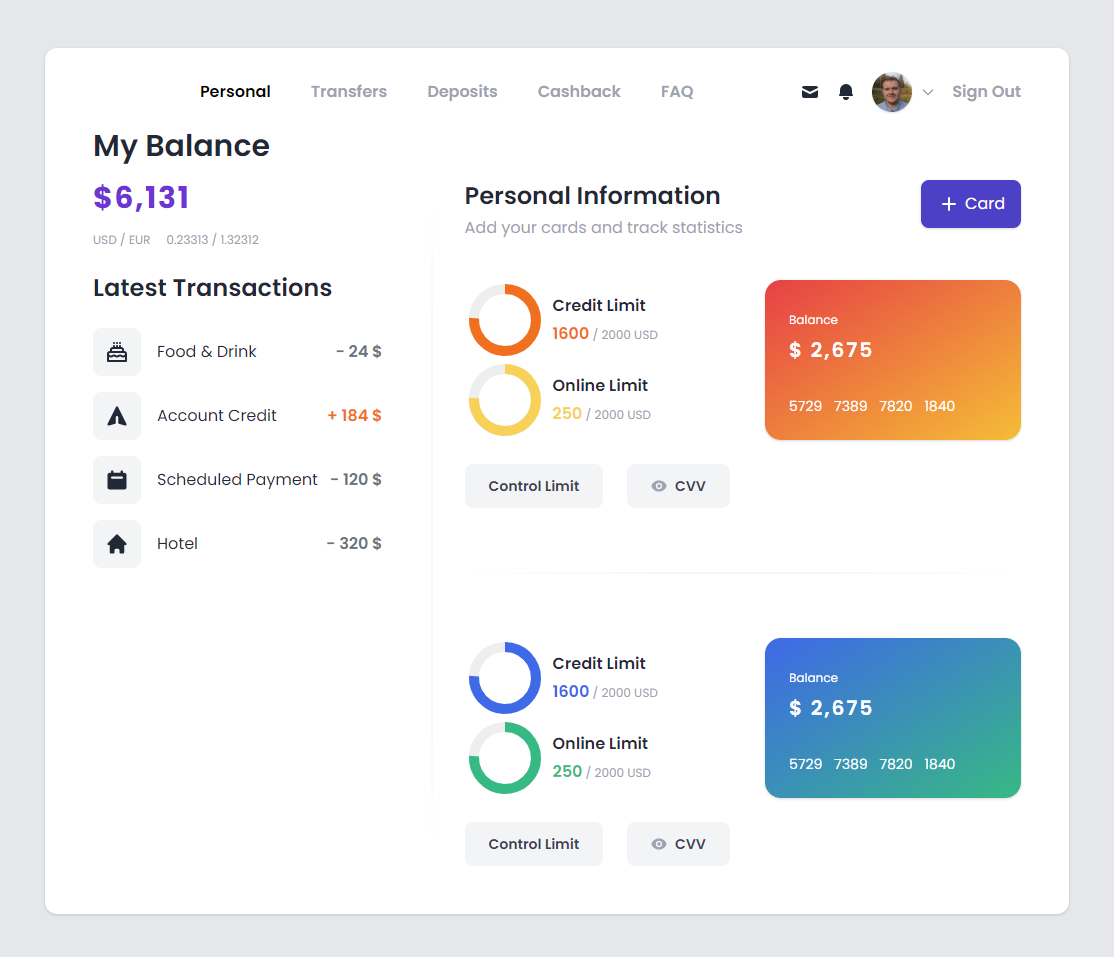 Personal Transfers Deposits Cashback FAQ Sign Out
My Balance
$6,131
USD / EUR 0.23313 / 1.32312
Latest Transactions
Food & Drink - 24 $
Account Credit + 184 $
Scheduled Payment - 120 $
Hotel - 320 $
Personal Information
Add your cards and track statistics
+ Card
Credit Limit
1600 / 2000 USD
Online Limit
250 / 2000 USD
Balance
$ 2,675
5729 7389 7820 1840
Control Limit
CVV
Credit Limit
1600 / 2000 USD
Online Limit
250 / 2000 USD
Balance
$ 2,675
5729 7389 7820 1840
Control Limit
CVV